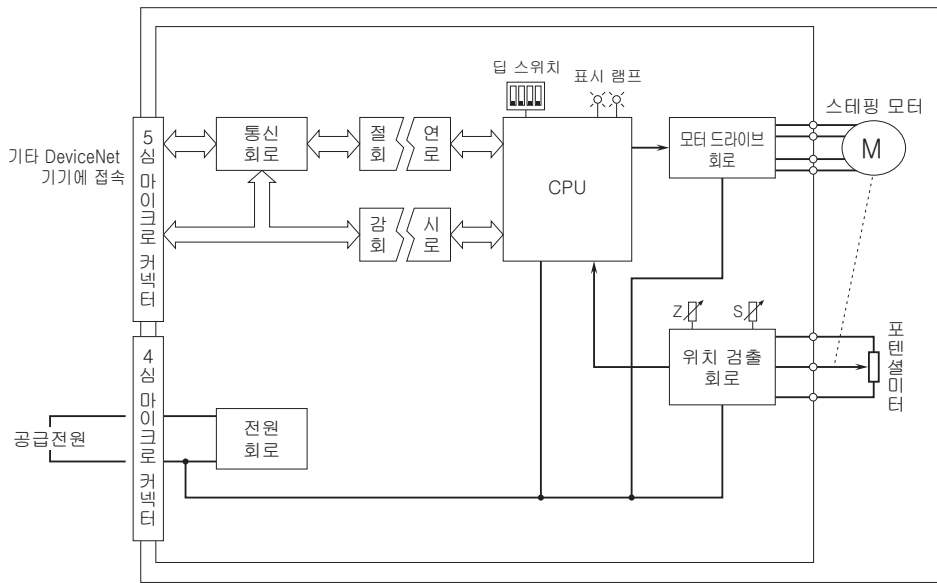 딥 스위치
표시 램프
스테핑 모터
기타 DeviceNet
기기에 접속
5심 마이크로 커넥터
통신
회로
절 연
회 로
CPU
모터 드라이브
회로
M
감 시
회 로
Z
S
위치 검출
회로
포텐셜미터
4심 마이크로 커넥터
공급전원
전원
회로